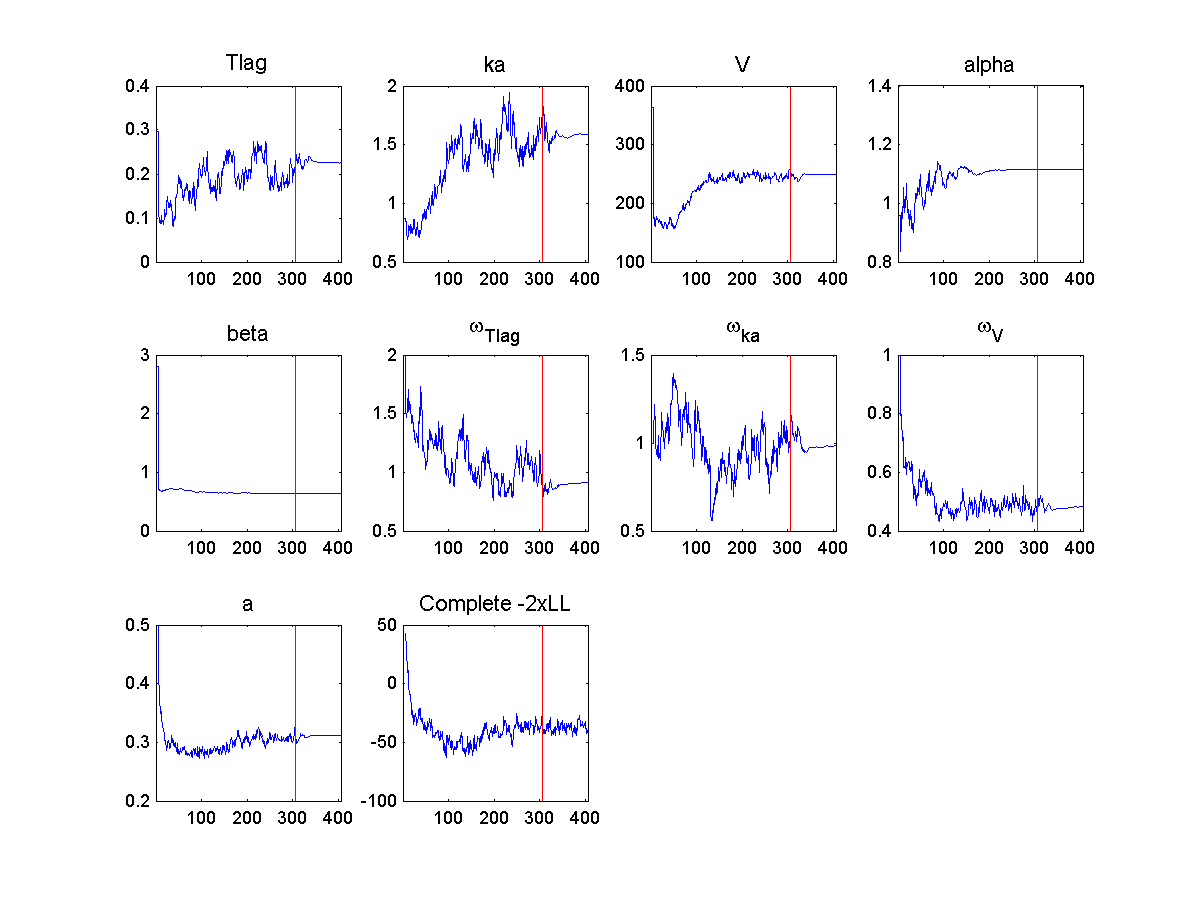 Tlag ka V alpha
0.4 2 400 1.4
0.3 1.5 300 1.2
0.2 1 200 1
0.1
0 0.5 100 0.8
100 200 300 400 100 200 300 400 100 200 300 400 100 200 300 400
beta ωTlag ωka ωV
3 2 1.5 1
2 1.5 1 0.8
1 1 0.6
0 0.5 0.5 0.4
100 200 300 400 100 200 300 400 100 200 300 400 100 200 300 400
a Complete -2xLL
0.5 50
0.4 0
0.3 -50
0.2 -100
100 200 300 400 100 200 300 400